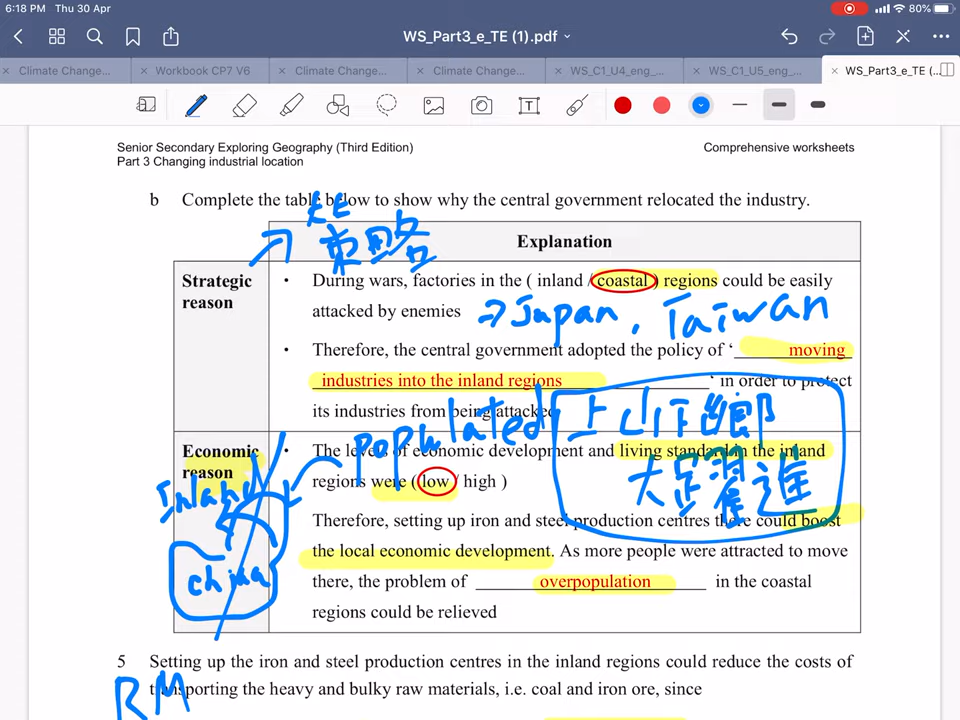 6:18 PM Thu 30 Apr
80%
WS_Part3_e_TE (1).pdf
Climate Change...
Workbook CP7 V6
Climate Change...
Climate Change...
WS_C1_U4_eng_...
WS_C1_U5_eng_...
WS_Part3_e_TE (...
Senior Secondary Exploring Geography (Third Edition)
Comprehensive worksheets
Part 3 Changing industrial location
b Complete the table below to show why the central government relocated the industry.
策略
Explanation
Strategic reason
• During wars, factories in the ( inland / coastal ) regions could be easily
attacked by enemies
⇒ Japan, Taiwan
• Therefore, the central government adopted the policy of ‘ moving
industries into the inland regions ‘ in order to protect
its industries from being attacked
populated
上山下鄉
大躍進
Economic reason
The levels of economic development and living standard in the inland
regions were ( low / high )
Inland
china
Therefore, setting up iron and steel production centres there could boost
the local economic development. As more people were attracted to move
there, the problem of overpopulation in the coastal
regions could be relieved
5 Setting up the iron and steel production centres in the inland regions could reduce the costs of
transporting the heavy and bulky raw materials, i.e. coal and iron ore, since
RM